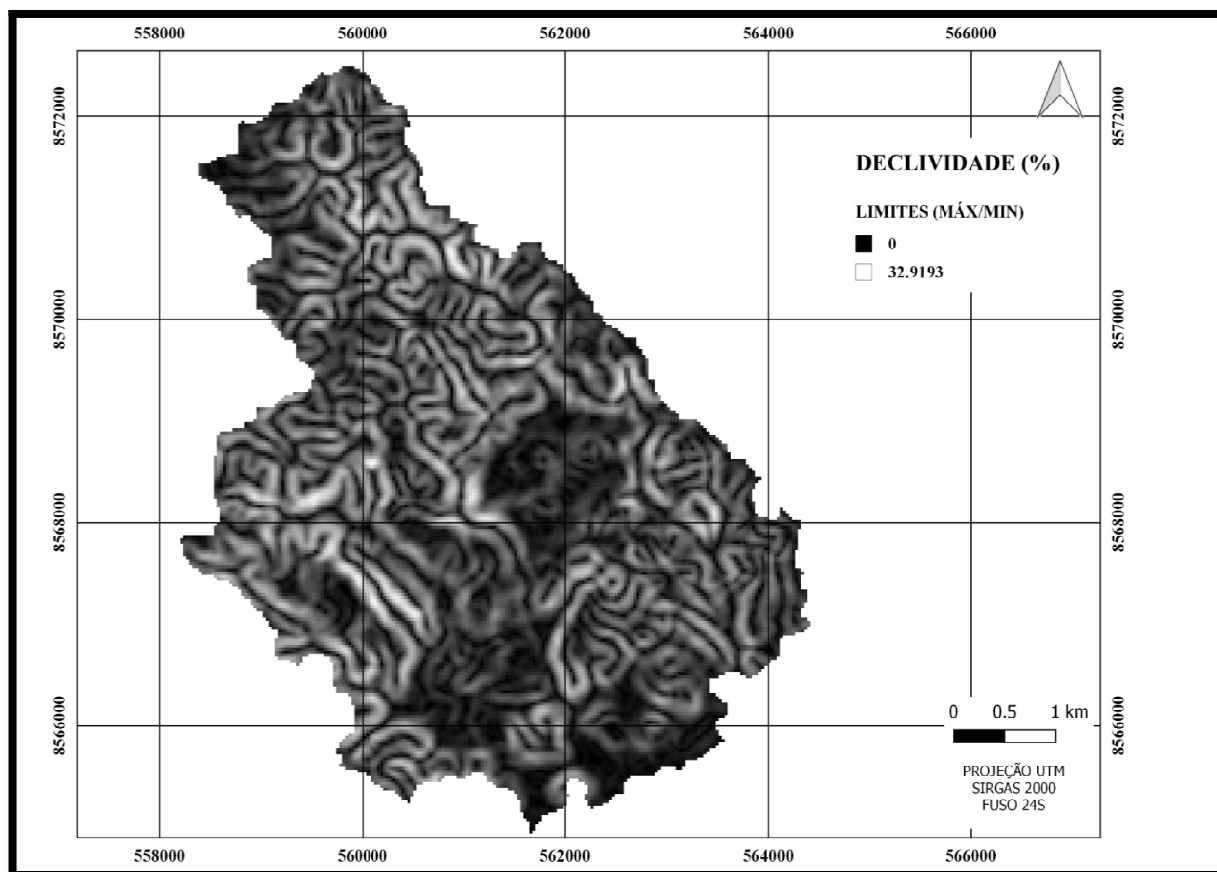 558000 560000 562000 564000 566000
8572000 8572000
DECLIVIDADE (%)
LIMITES (MÁX/MIN)
0
32.9193
8570000 8570000
8568000 8568000
8566000 8566000
0 0.5 1 km
PROJEÇÃO UTM
SIRGAS 2000
FUSO 24S
558000 560000 562000 564000 566000